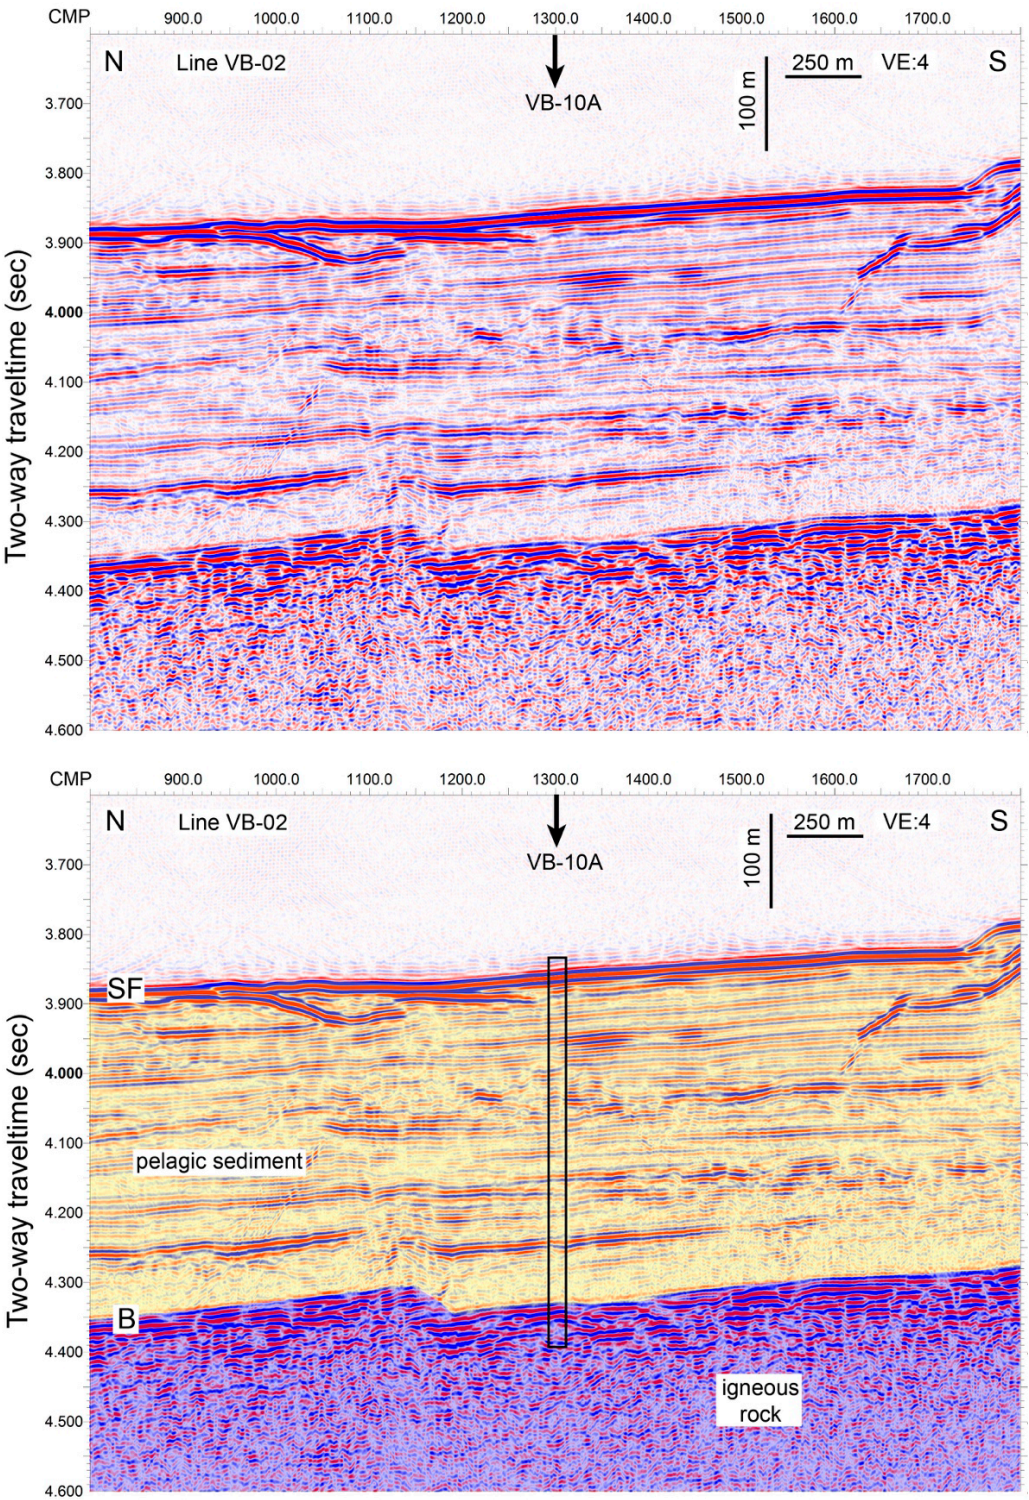 CMP 900.0 1000.0 1100.0 1200.0 1300.0 1400.0 1500.0 1600.0 1700.0
N Line VB-02 250 m VE:4 S
VB-10A
100 m
3.700
3.800
3.900
4.000
4.100
4.200
4.300
4.400
4.500
4.600
Two-way traveltime (sec)
CMP 900.0 1000.0 1100.0 1200.0 1300.0 1400.0 1500.0 1600.0 1700.0
N Line VB-02 250 m VE:4 S
VB-10A
100 m
3.700
3.800
SF
3.900
4.000
4.100
pelagic sediment
4.200
4.300
B
4.400
igneous
rock
4.500
4.600
Two-way traveltime (sec)